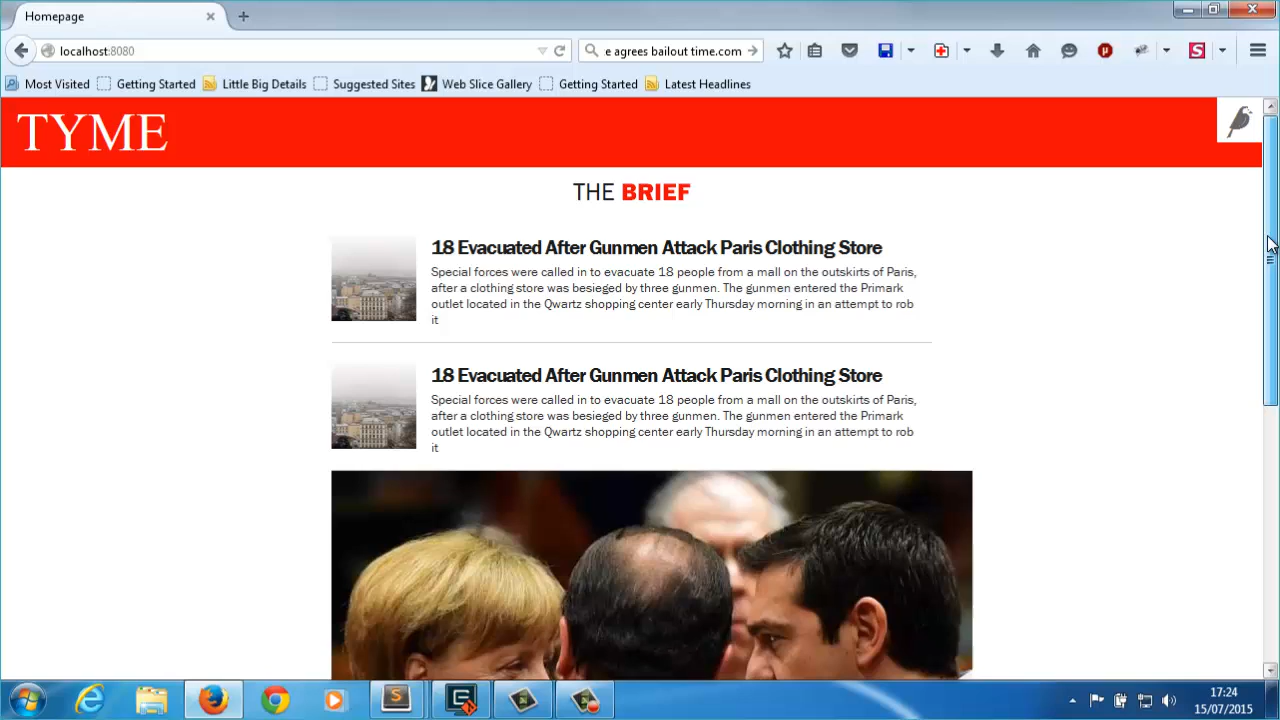 Homepage
localhost:8080
e agrees bailout time.com
Most Visited Getting Started Little Big Details Suggested Sites Web Slice Gallery Getting Started Latest Headlines
TYME
THE BRIEF
18 Evacuated After Gunmen Attack Paris Clothing Store
Special forces were called in to evacuate 18 people from a mall on the outskirts of Paris,
after a clothing store was besieged by three gunmen. The gunmen entered the Primark
outlet located in the Qwartz shopping center early Thursday morning in an attempt to rob
it
18 Evacuated After Gunmen Attack Paris Clothing Store
Special forces were called in to evacuate 18 people from a mall on the outskirts of Paris,
after a clothing store was besieged by three gunmen. The gunmen entered the Primark
outlet located in the Qwartz shopping center early Thursday morning in an attempt to rob
it
17:24
15/07/2015